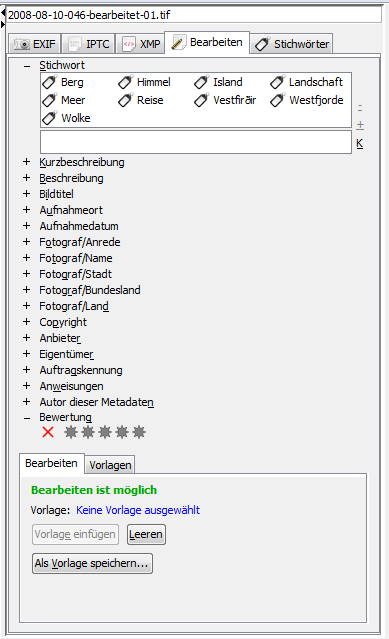 2008-08-10-046-bearbeitet-01.tif
EXIF IPTC XMP Bearbeiten Stichwörter
− Stichwort
Berg Himmel Island Landschaft
Meer Reise Vestfirðir Westfjorde
Wolke
-
+
K
+ Kurzbeschreibung
+ Beschreibung
+ Bildtitel
+ Aufnahmeort
+ Aufnahmedatum
+ Fotograf/Anrede
+ Fotograf/Name
+ Fotograf/Stadt
+ Fotograf/Bundesland
+ Fotograf/Land
+ Copyright
+ Anbieter
+ Eigentümer
+ Auftragskennung
+ Anweisungen
+ Autor dieser Metadaten
− Bewertung
Bearbeiten Vorlagen
Bearbeiten ist möglich
Vorlage: Keine Vorlage ausgewählt
Vorlage einfügen Leeren
Als Vorlage speichern...